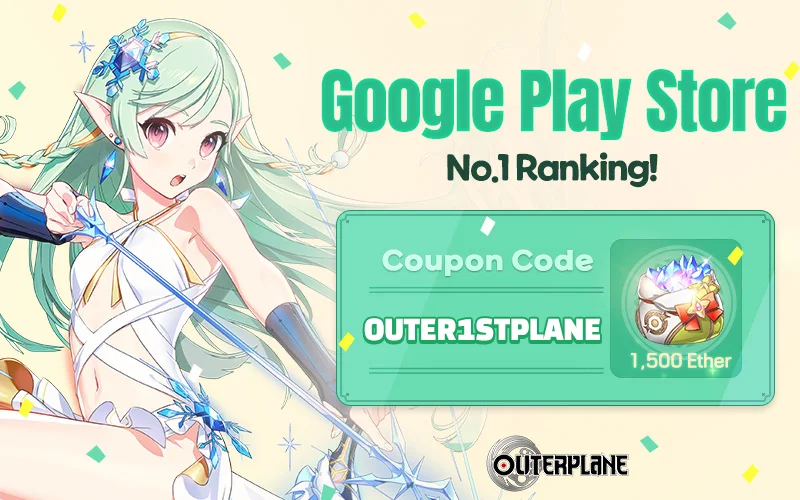 Google Play Store
No.1 Ranking!
Coupon Code
OUTER1STPLANE
1,500 Ether
OUTERPLANE